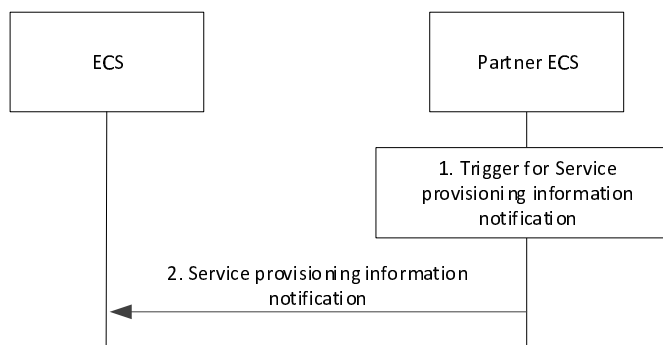 ECS
Partner ECS
1. Trigger for Service
provisioning information
notification
2. Service provisioning information
notification